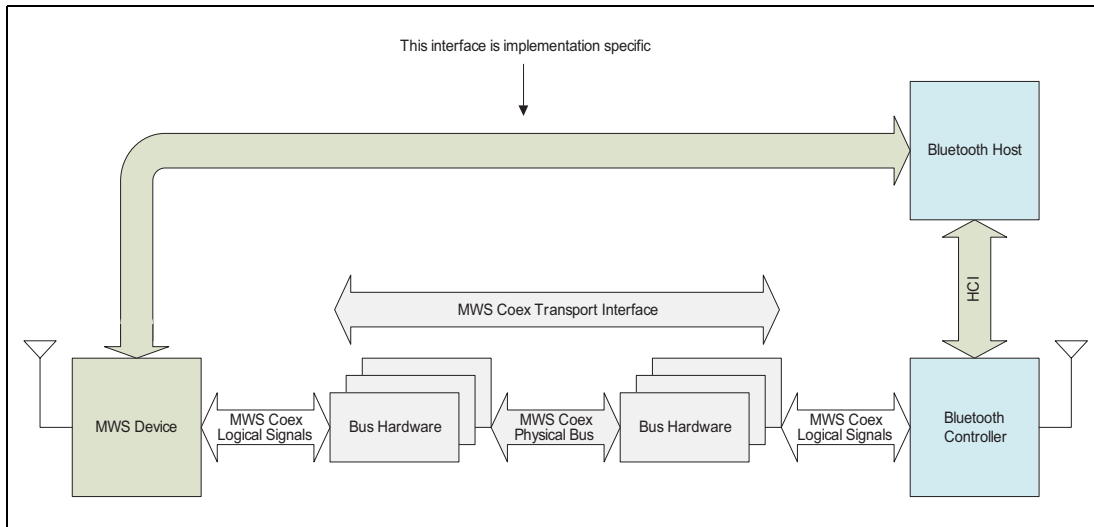 This interface is implementation specific
Bluetooth Host
HCI
MWS Coex Transport Interface
MWS Device
MWS Coex
Logical Signals
Bus Hardware
MWS Coex
Physical Bus
Bus Hardware
MWS Coex
Logical Signals
Bluetooth
Controller